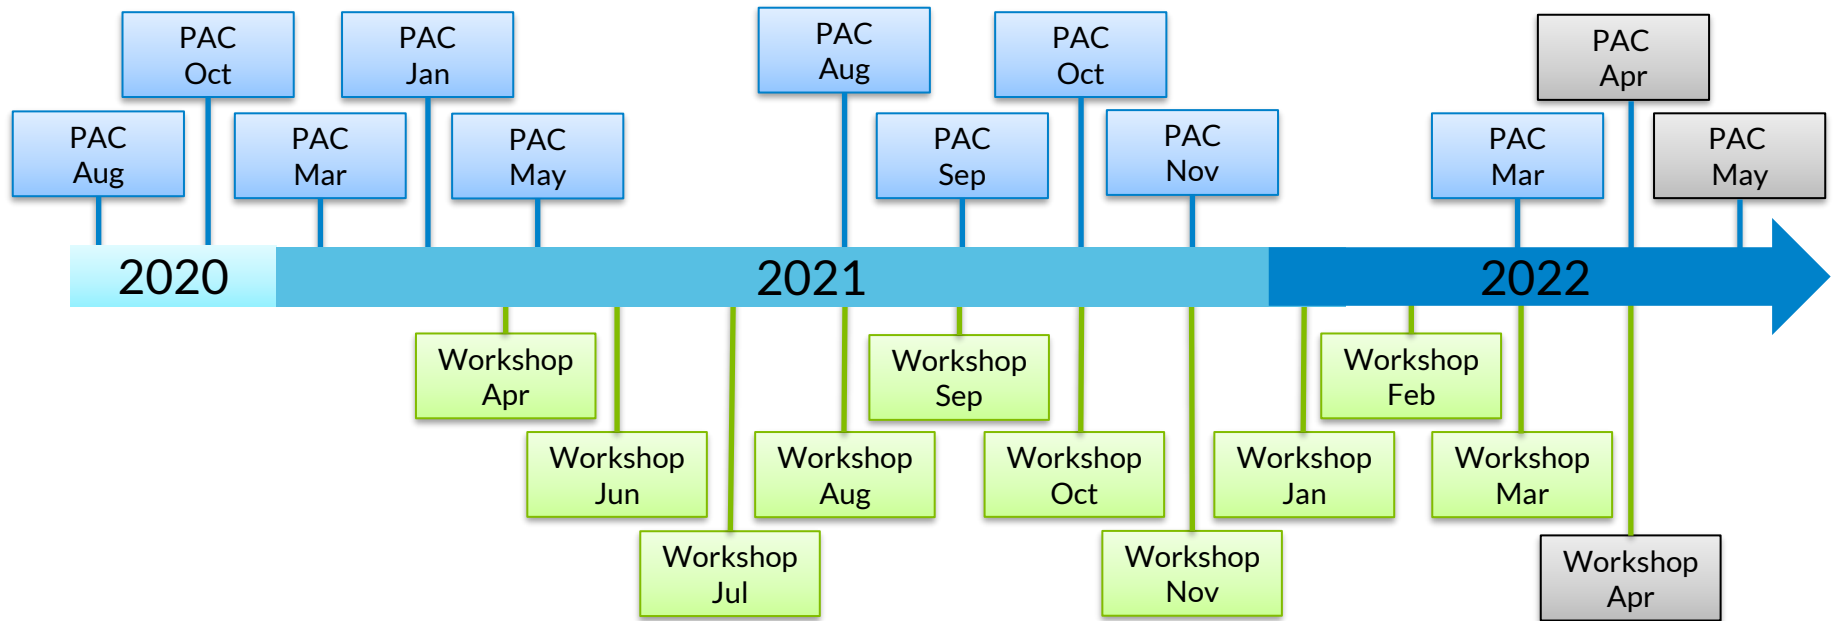 PAC
Oct
PAC
Jan
PAC
Aug
PAC
Oct
PAC
Apr
PAC
Aug
PAC
Mar
PAC
May
PAC
Sep
PAC
Nov
PAC
Mar
PAC
May
2020
2021
2022
Workshop
Apr
Workshop
Sep
Workshop
Feb
Workshop
Jun
Workshop
Aug
Workshop
Oct
Workshop
Jan
Workshop
Mar
Workshop
Jul
Workshop
Nov
Workshop
Apr